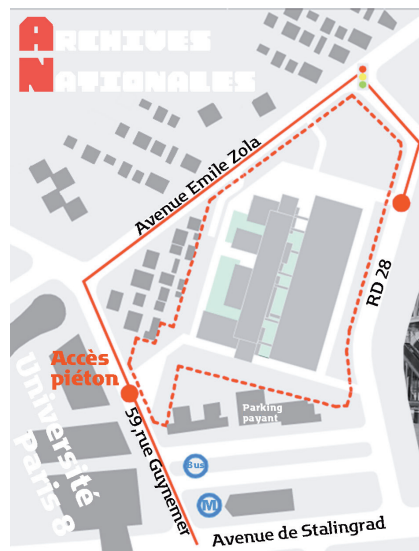 ARCHIVES
NATIONALES
Avenue Emile Zola
RD 28
Accès
piéton
Université
Paris 8
59, rue Guynemer
Parking
payant
Bus
M
Avenue de Stalingrad